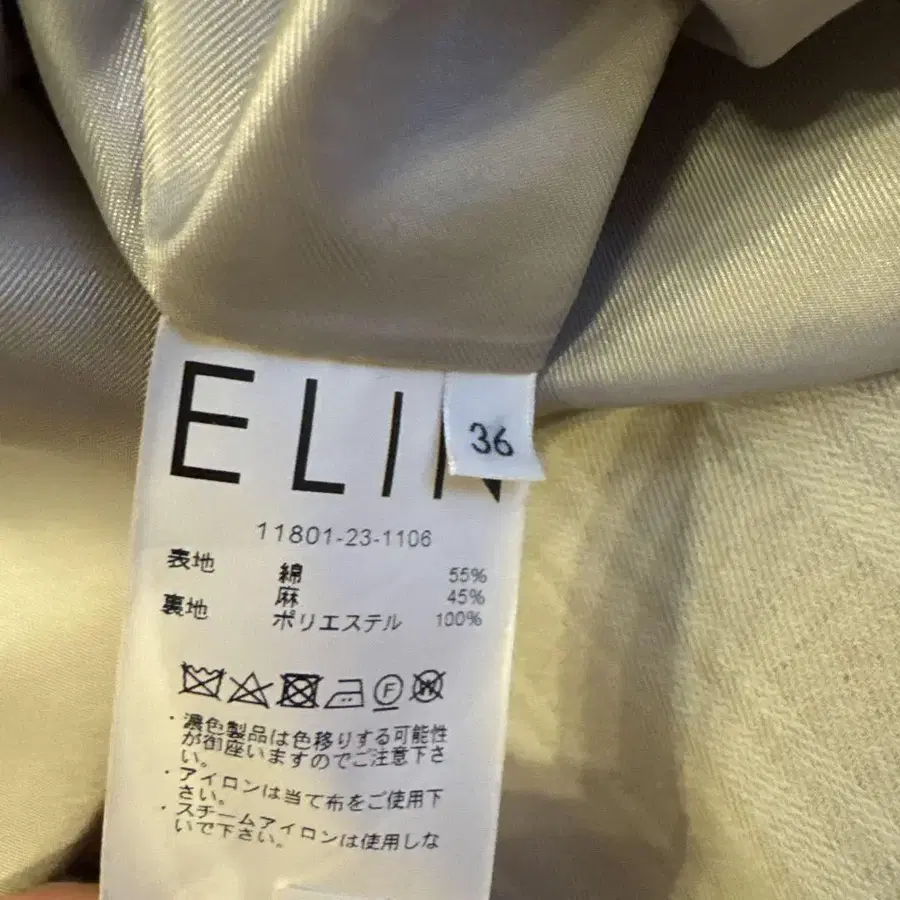 ELIN
36
11801-23-1106
表地 綿 55%
麻 45%
裏地 ポリエステル 100%
F
W
・濃色製品は色移りする可能性
が御座いますのでご注意下さ
い。
・アイロンは当て布をご使用下
さい。
・スチームアイロンは使用しな
いで下さい。